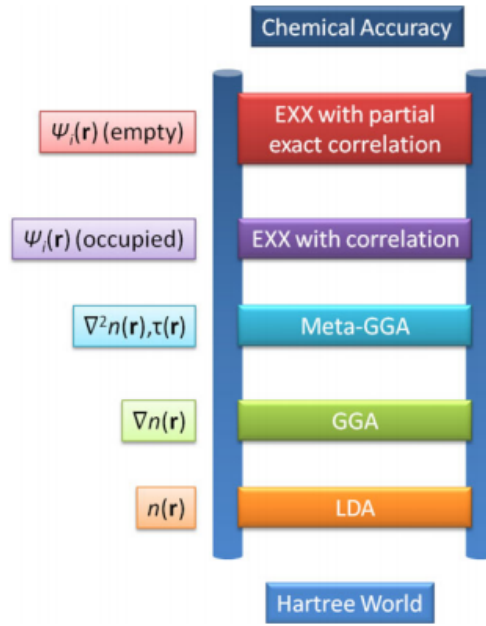 Chemical Accuracy
Ψi(r) (empty)
EXX with partial
exact correlation
Ψi(r) (occupied)
EXX with correlation
∇²n(r),τ(r)
Meta-GGA
∇n(r)
GGA
n(r)
LDA
Hartree World